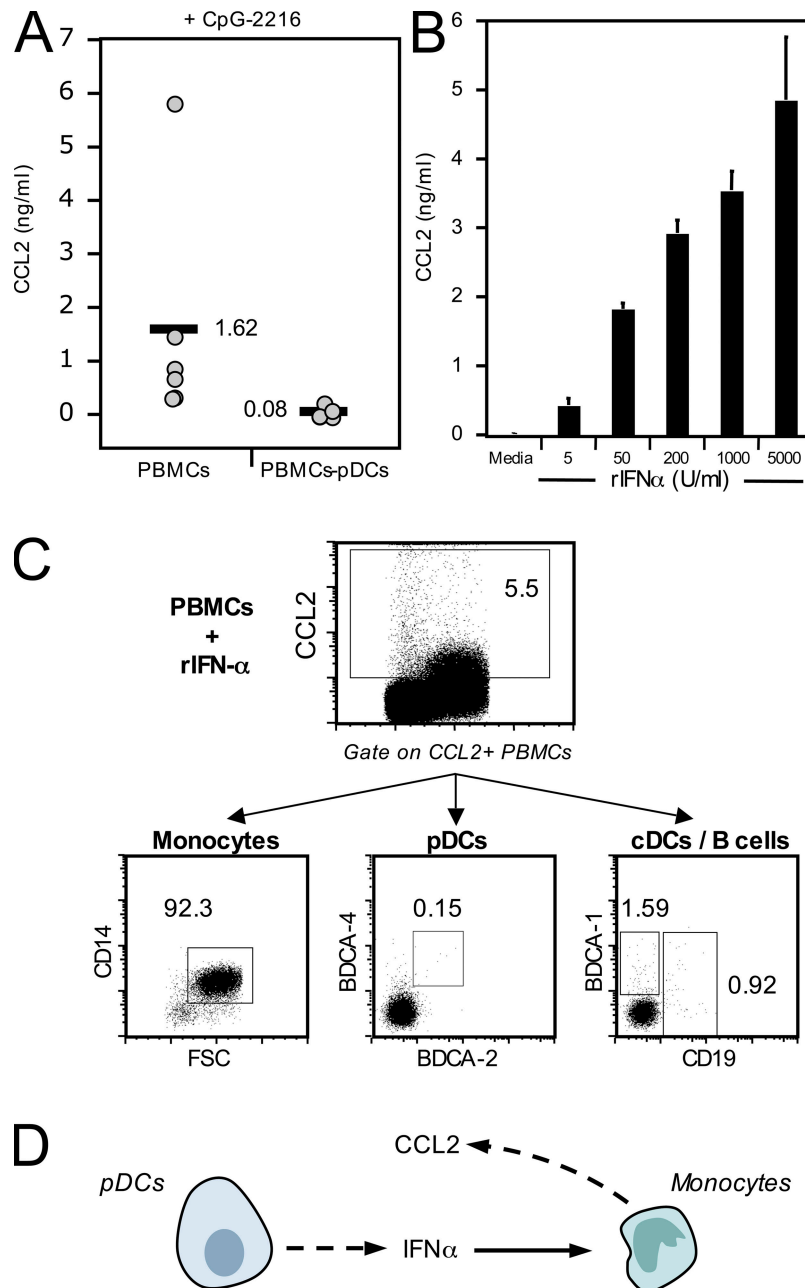 A
+ CpG-2216
7
6
5
4
3
2
1
0
CCL2 (ng/ml)
1.62
0.08
PBMCs
PBMCs-pDCs
B
6
5
4
3
2
1
0
CCL2 (ng/ml)
Media 5 50 200 1000 5000
rIFNα (U/ml)
C
PBMCs
+
rIFN-α
CCL2
5.5
Gate on CCL2+ PBMCs
Monocytes
92.3
CD14
FSC
pDCs
0.15
BDCA-4
BDCA-2
cDCs / B cells
1.59
0.92
BDCA-1
CD19
D
CCL2
pDCs
Monocytes
IFNα